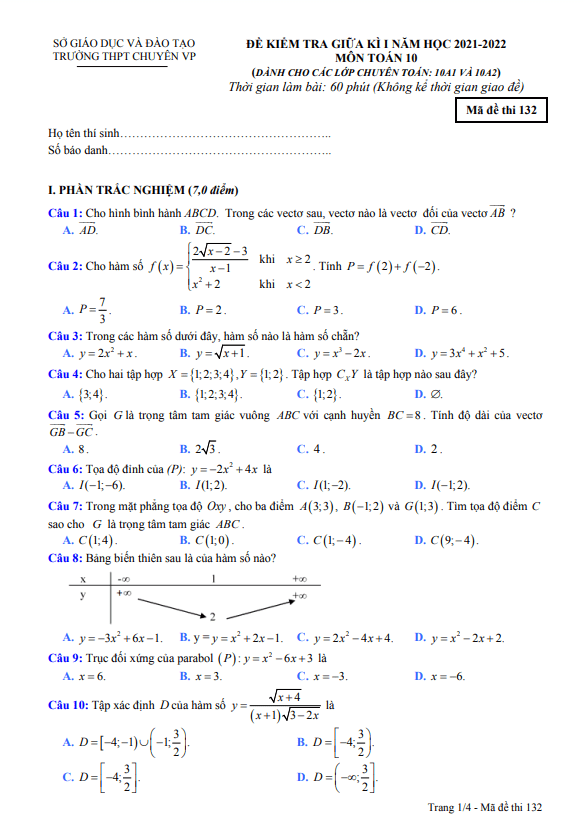 SỞ GIÁO DỤC VÀ ĐÀO TẠO
TRƯỜNG THPT CHUYÊN VP
ĐỀ KIỂM TRA GIỮA KÌ I NĂM HỌC 2021-2022
MÔN TOÁN 10
(DÀNH CHO CÁC LỚP CHUYÊN TOÁN: 10A1 VÀ 10A2)
Thời gian làm bài: 60 phút (Không kể thời gian giao đề)
Mã đề thi 132
Họ tên thí sinh……………………………………………..
Số báo danh………………………………………………..
I. PHẦN TRẮC NGHIỆM (7,0 điểm)
Câu 1: Cho hình bình hành ABCD. Trong các vectơ sau, vectơ nào là vectơ đối của vectơ $\overrightarrow{AB}$ ?
A. $\overrightarrow{AD}$. B. $\overrightarrow{DC}$. C. $\overrightarrow{DB}$. D. $\overrightarrow{CD}$.
Câu 2: Cho hàm số $f(x)=\begin{cases}\frac{2\sqrt{x-2}-3}{x-1} & \text{khi } x\ge 2\\ x^2+2 & \text{khi } x<2\end{cases}$. Tính $P=f(2)+f(-2)$.
A. $P=\frac{7}{3}$. B. $P=2$. C. $P=3$. D. $P=6$.
Câu 3: Trong các hàm số dưới đây, hàm số nào là hàm số chẵn?
A. $y=2x^2+x$. B. $y=\sqrt{x+1}$. C. $y=x^3-2x$. D. $y=3x^4+x^2+5$.
Câu 4: Cho hai tập hợp $X=\{1;2;3;4\}, Y=\{1;2\}$. Tập hợp $C_XY$ là tập hợp nào sau đây?
A. {3;4}. B. {1;2;3;4}. C. {1;2}. D. ∅.
Câu 5: Gọi G là trọng tâm tam giác vuông ABC với cạnh huyền BC = 8. Tính độ dài của vectơ
$\overrightarrow{GB}-\overrightarrow{GC}$.
A. 8. B. $2\sqrt{3}$. C. 4. D. 2.
Câu 6: Tọa độ đỉnh của (P): $y=-2x^2+4x$ là
A. I(−1;−6). B. I(1;2). C. I(1;−2). D. I(−1;2).
Câu 7: Trong mặt phẳng tọa độ Oxy, cho ba điểm A(3;3), B(−1;2) và G(1;3). Tìm tọa độ điểm C
sao cho G là trọng tâm tam giác ABC.
A. C(1;4). B. C(1;0). C. C(1;−4). D. C(9;−4).
Câu 8: Bảng biến thiên sau là của hàm số nào?
x -∞ 1 +∞
y +∞ +∞
2
A. $y=-3x^2+6x-1$. B. y = $y=x^2+2x-1$. C. $y=2x^2-4x+4$. D. $y=x^2-2x+2$.
Câu 9: Trục đối xứng của parabol $(P): y=x^2-6x+3$ là
A. x = 6. B. x = 3. C. x = −3. D. x = −6.
Câu 10: Tập xác định D của hàm số $y=\frac{\sqrt{x+4}}{(x+1)\sqrt{3-2x}}$ là
A. $D=[-4;-1)\cup\left(-1;\frac{3}{2}\right)$. B. $D=\left[-4;\frac{3}{2}\right)$.
C. $D=\left[-4;\frac{3}{2}\right]$. D. $D=\left(-\infty;\frac{3}{2}\right]$.
Trang 1/4 - Mã đề thi 132